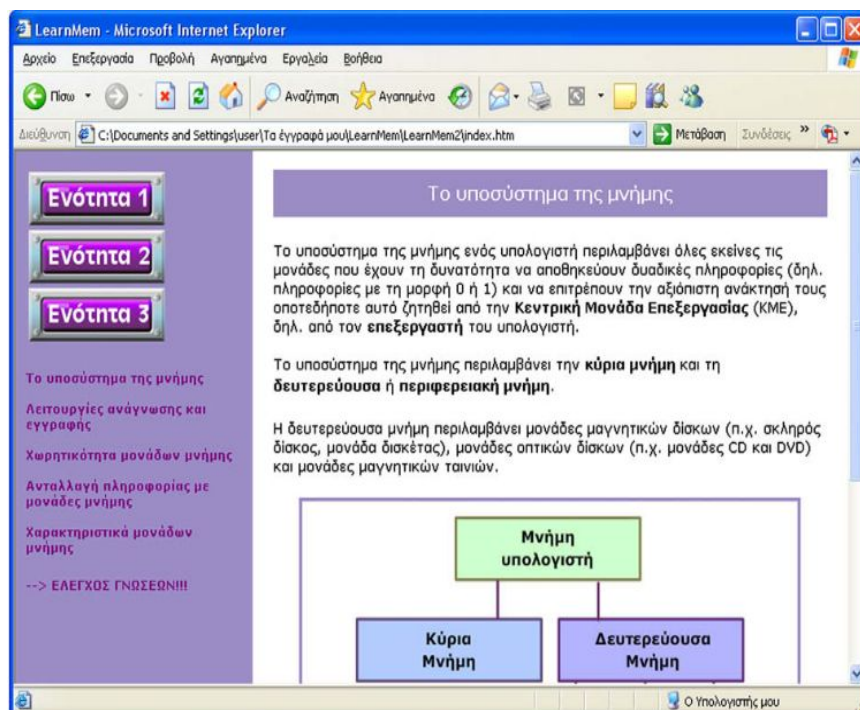 LearnMem - Microsoft Internet Explorer
Αρχείο Επεξεργασία Προβολή Αγαπημένα Εργαλεία Βοήθεια
Πίσω Αναζήτηση Αγαπημένα
Διεύθυνση C:\Documents and Settings\user\Τα έγγραφά μου\LearnMem\LearnMem2\index.htm Μετάβαση Συνδέσεις »
Ενότητα 1
Ενότητα 2
Ενότητα 3
Το υποσύστημα της μνήμης
Λειτουργίες ανάγνωσης και
εγγραφής
Χωρητικότητα μονάδων μνήμης
Ανταλλαγή πληροφορίας με
μονάδες μνήμης
Χαρακτηριστικά μονάδων
μνήμης
--> ΕΛΕΓΧΟΣ ΓΝΩΣΕΩΝ!!!
Το υποσύστημα της μνήμης
Το υποσύστημα της μνήμης ενός υπολογιστή περιλαμβάνει όλες εκείνες τις
μονάδες που έχουν τη δυνατότητα να αποθηκεύουν δυαδικές πληροφορίες (δηλ.
πληροφορίες με τη μορφή 0 ή 1) και να επιτρέπουν την αξιόπιστη ανάκτησή τους
οποτεδήποτε αυτό ζητηθεί από την Κεντρική Μονάδα Επεξεργασίας (ΚΜΕ),
δηλ. από τον επεξεργαστή του υπολογιστή.
Το υποσύστημα της μνήμης περιλαμβάνει την κύρια μνήμη και τη
δευτερεύουσα ή περιφερειακή μνήμη.
Η δευτερεύουσα μνήμη περιλαμβάνει μονάδες μαγνητικών δίσκων (π.χ. σκληρός
δίσκος, μονάδα δισκέτας), μονάδες οπτικών δίσκων (π.χ. μονάδες CD και DVD)
και μονάδες μαγνητικών ταινιών.
Μνήμη
υπολογιστή
Κύρια
Μνήμη
Δευτερεύουσα
Μνήμη
Ο Υπολογιστής μου